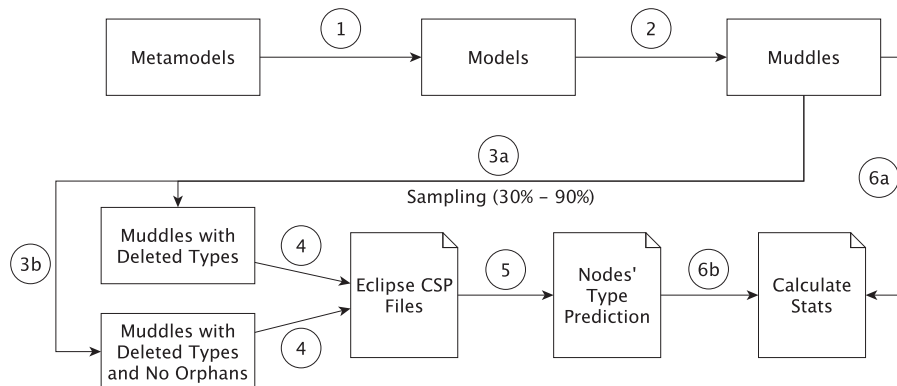 1
2
Metamodels
Models
Muddles
3a
Sampling (30% – 90%)
6a
3b
Muddles with
Deleted Types
4
Eclipse CSP
Files
5
Nodes'
Type
Prediction
6b
Calculate
Stats
Muddles with
Deleted Types
and No Orphans
4